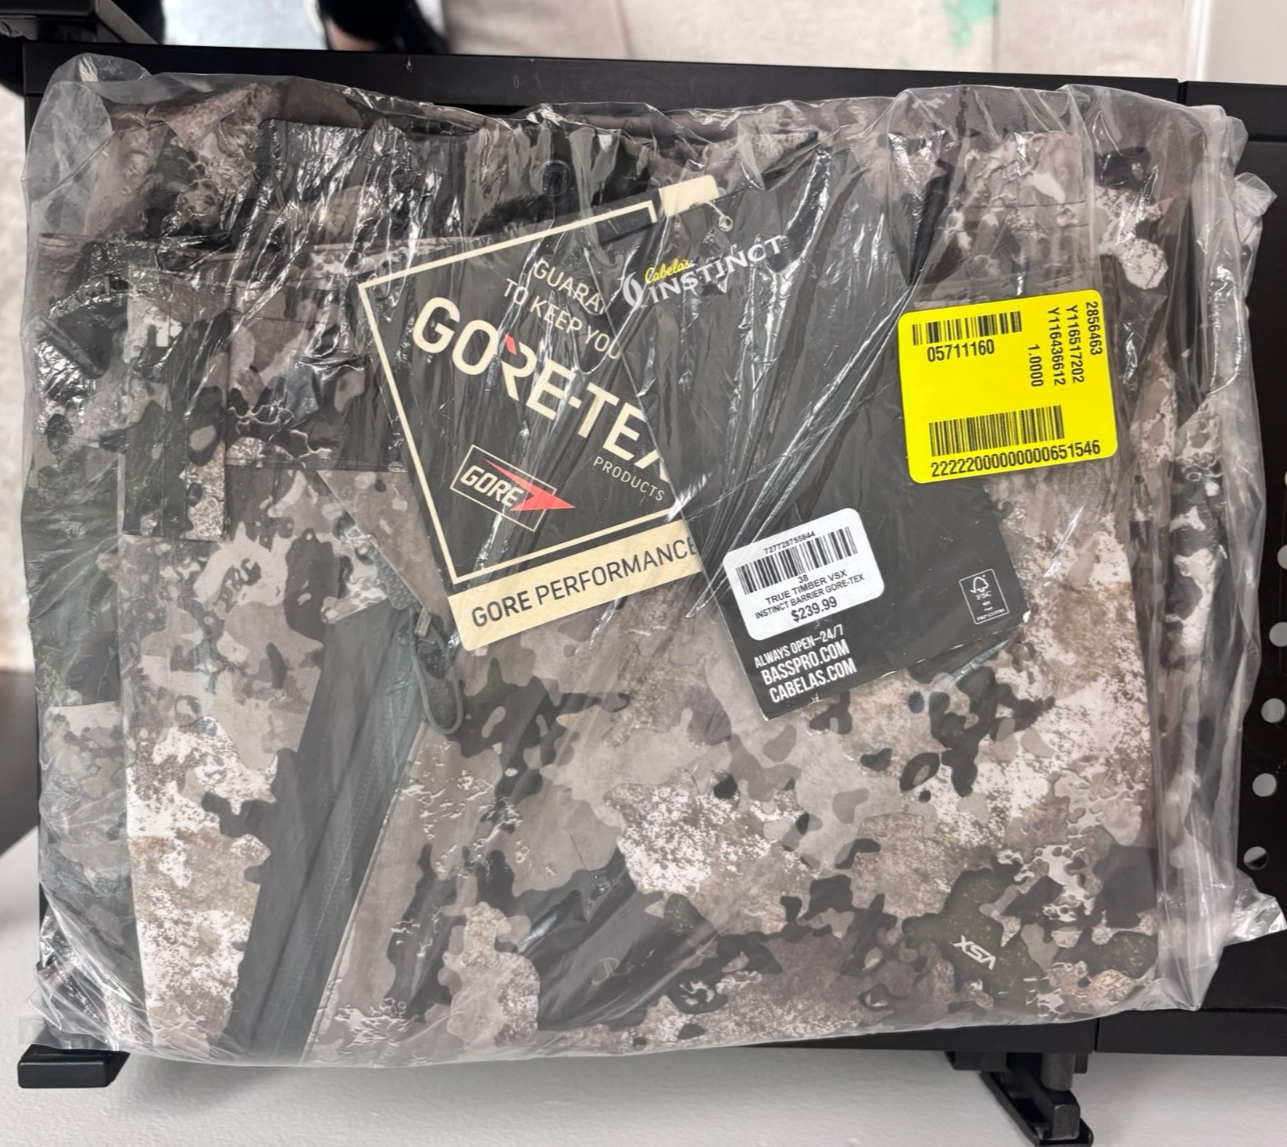 GUARA
TO KEEP YOU
GORE-TEX
PRODUCTS
GORE
GORE PERFORMANCE
Cabela's
INSTINCT
05711160
2856463
Y116517202
Y116436612
1.0000
22222000000000651546
727728755844
38
TRUE TIMBER VSX
INSTINCT BARRIER GORE-TEX
$239.99
ALWAYS OPEN–24/7
BASSPRO.COM
CABELAS.COM
FSC
VSX